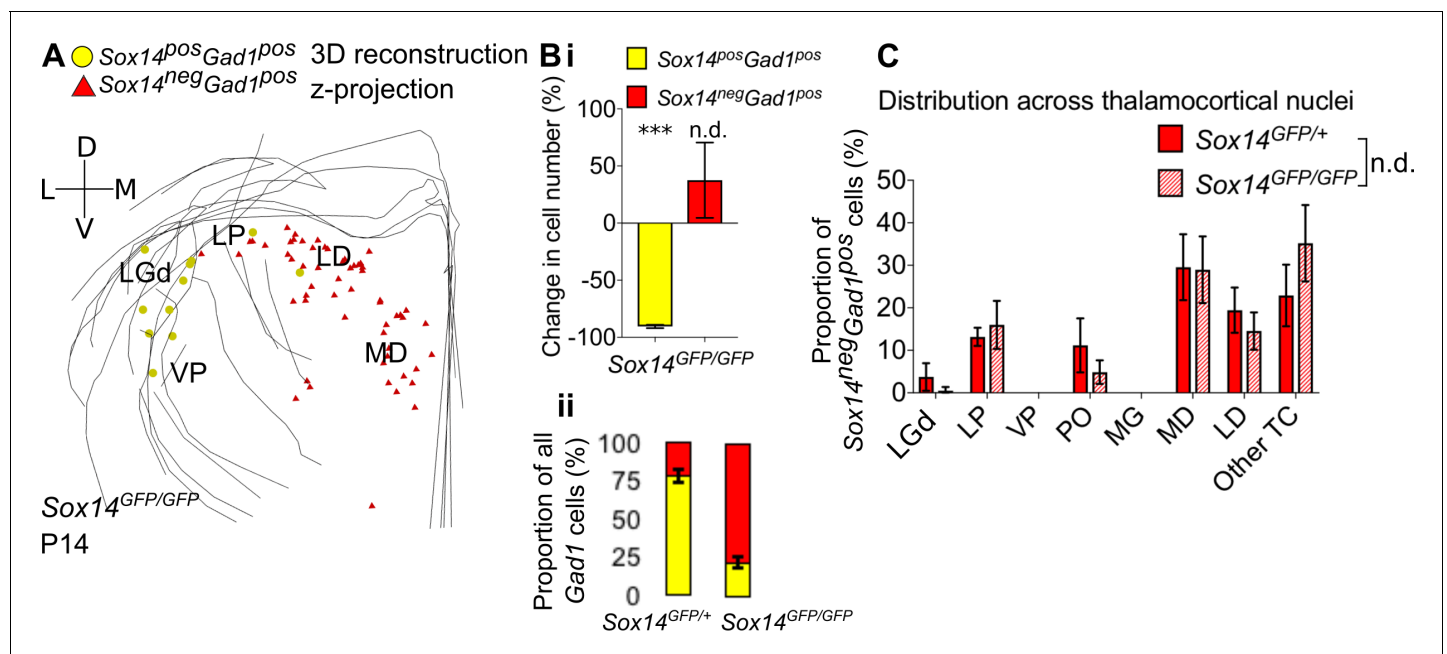 A Sox14posGad1pos 3D reconstruction
Sox14negGad1pos z-projection
D
L M
V
LP
LD
LGd
MD
VP
Sox14GFP/GFP
P14
B i
Sox14posGad1pos
Sox14negGad1pos
Change in cell number (%)
100
50
0
-50
-100
*** n.d.
Sox14GFP/GFP
ii
Proportion of all
Gad1 cells (%)
100
75
50
25
0
Sox14GFP/+ Sox14GFP/GFP
C
Distribution across thalamocortical nuclei
Sox14GFP/+
Sox14GFP/GFP
n.d.
Proportion of
Sox14negGad1pos cells (%)
50
40
30
20
10
0
LGd LP VP PO MG MD LD Other TC